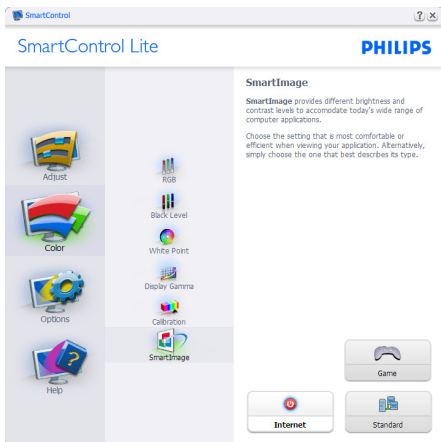 SmartControl
SmartControl Lite
PHILIPS
Adjust
Color
Options
Help
RGB
Black Level
White Point
Display Gamma
Calibration
SmartImage
SmartImage
SmartImage provides different brightness and
contrast levels to accomodate today's wide range of
computer applications.
Choose the setting that is most comfortable or
efficient when viewing your application. Alternatively,
simply choose the one that best describes its type.
Game
Internet
Standard